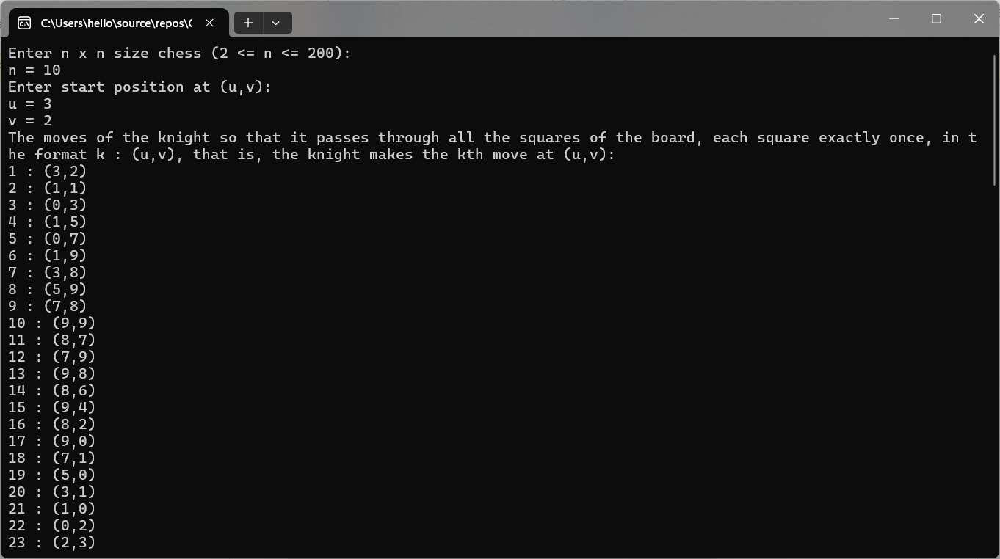 C:\Users\hello\source\repos\C
Enter n x n size chess (2 <= n <= 200):
n = 10
Enter start position at (u,v):
u = 3
v = 2
The moves of the knight so that it passes through all the squares of the board, each square exactly once, in t
he format k : (u,v), that is, the knight makes the kth move at (u,v):
1 : (3,2)
2 : (1,1)
3 : (0,3)
4 : (1,5)
5 : (0,7)
6 : (1,9)
7 : (3,8)
8 : (5,9)
9 : (7,8)
10 : (9,9)
11 : (8,7)
12 : (7,9)
13 : (9,8)
14 : (8,6)
15 : (9,4)
16 : (8,2)
17 : (9,0)
18 : (7,1)
19 : (5,0)
20 : (3,1)
21 : (1,0)
22 : (0,2)
23 : (2,3)